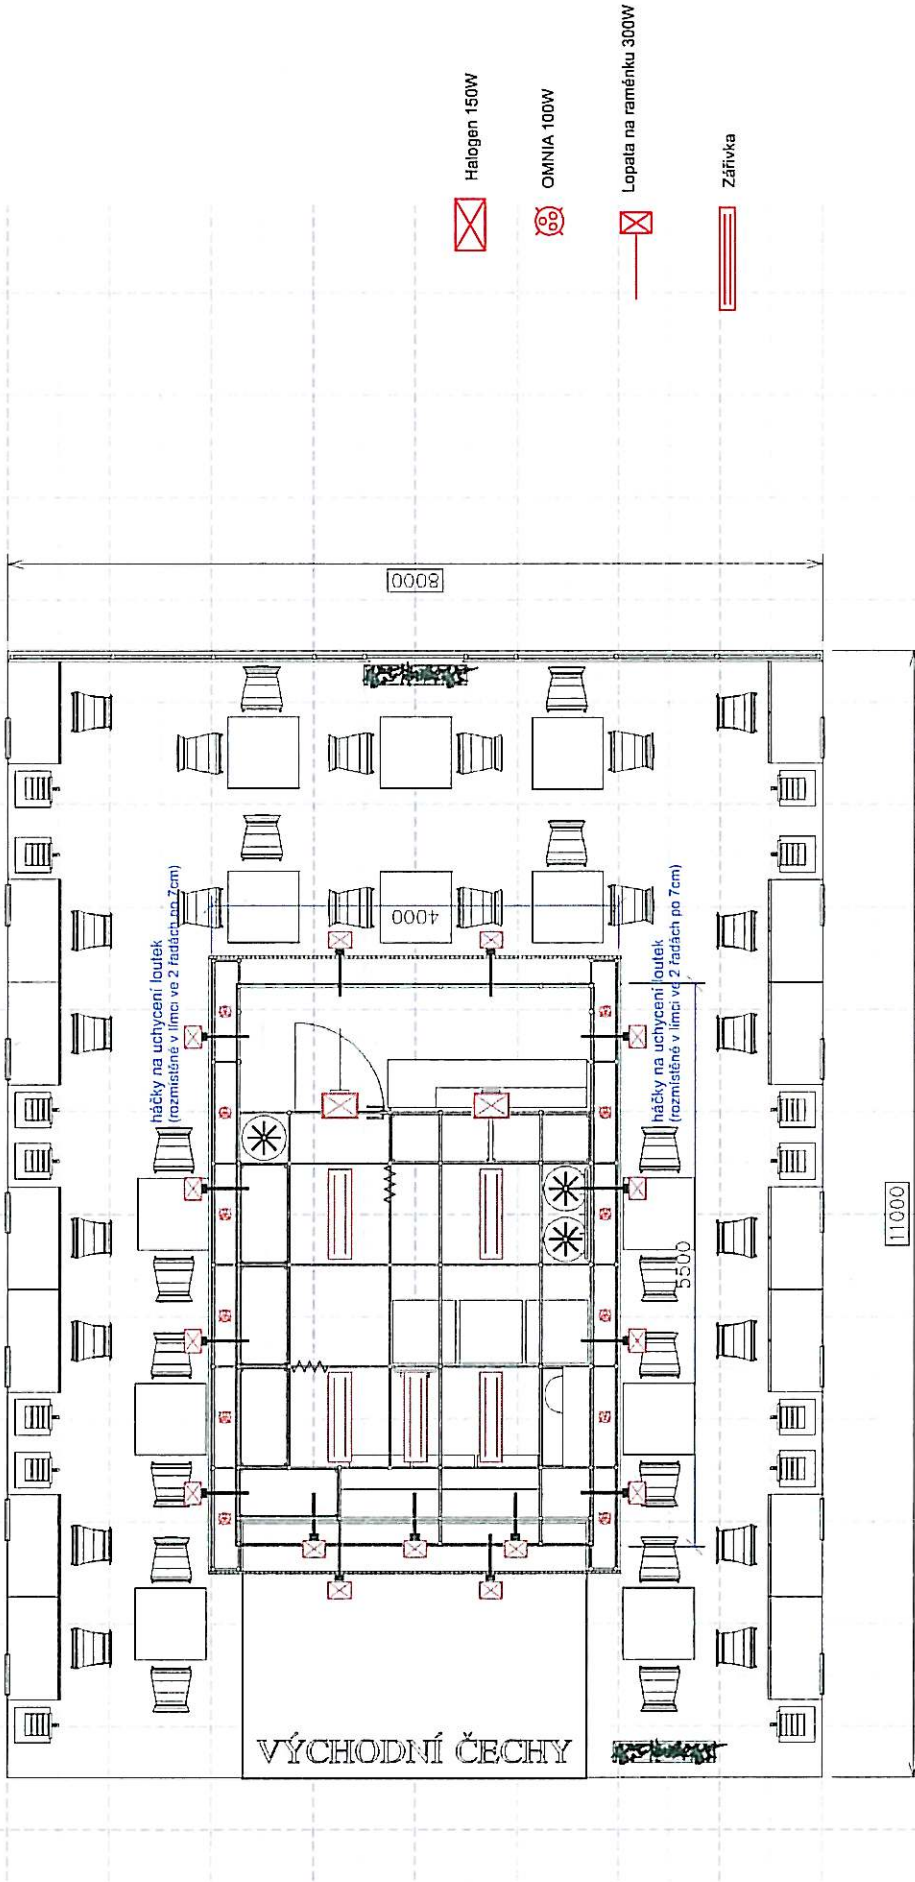 Halogen 150W
OMNIA 100W
Lopata na raménku 300W
Zářivka
8000
háčky na uchycení loutek
(rozmístěné v límci ve 2 řadách po 7cm)
4000
háčky na uchycení loutek
(rozmístěné v límci ve 2 řadách po 7cm)
5500
11000
VÝCHODNÍ ČECHY